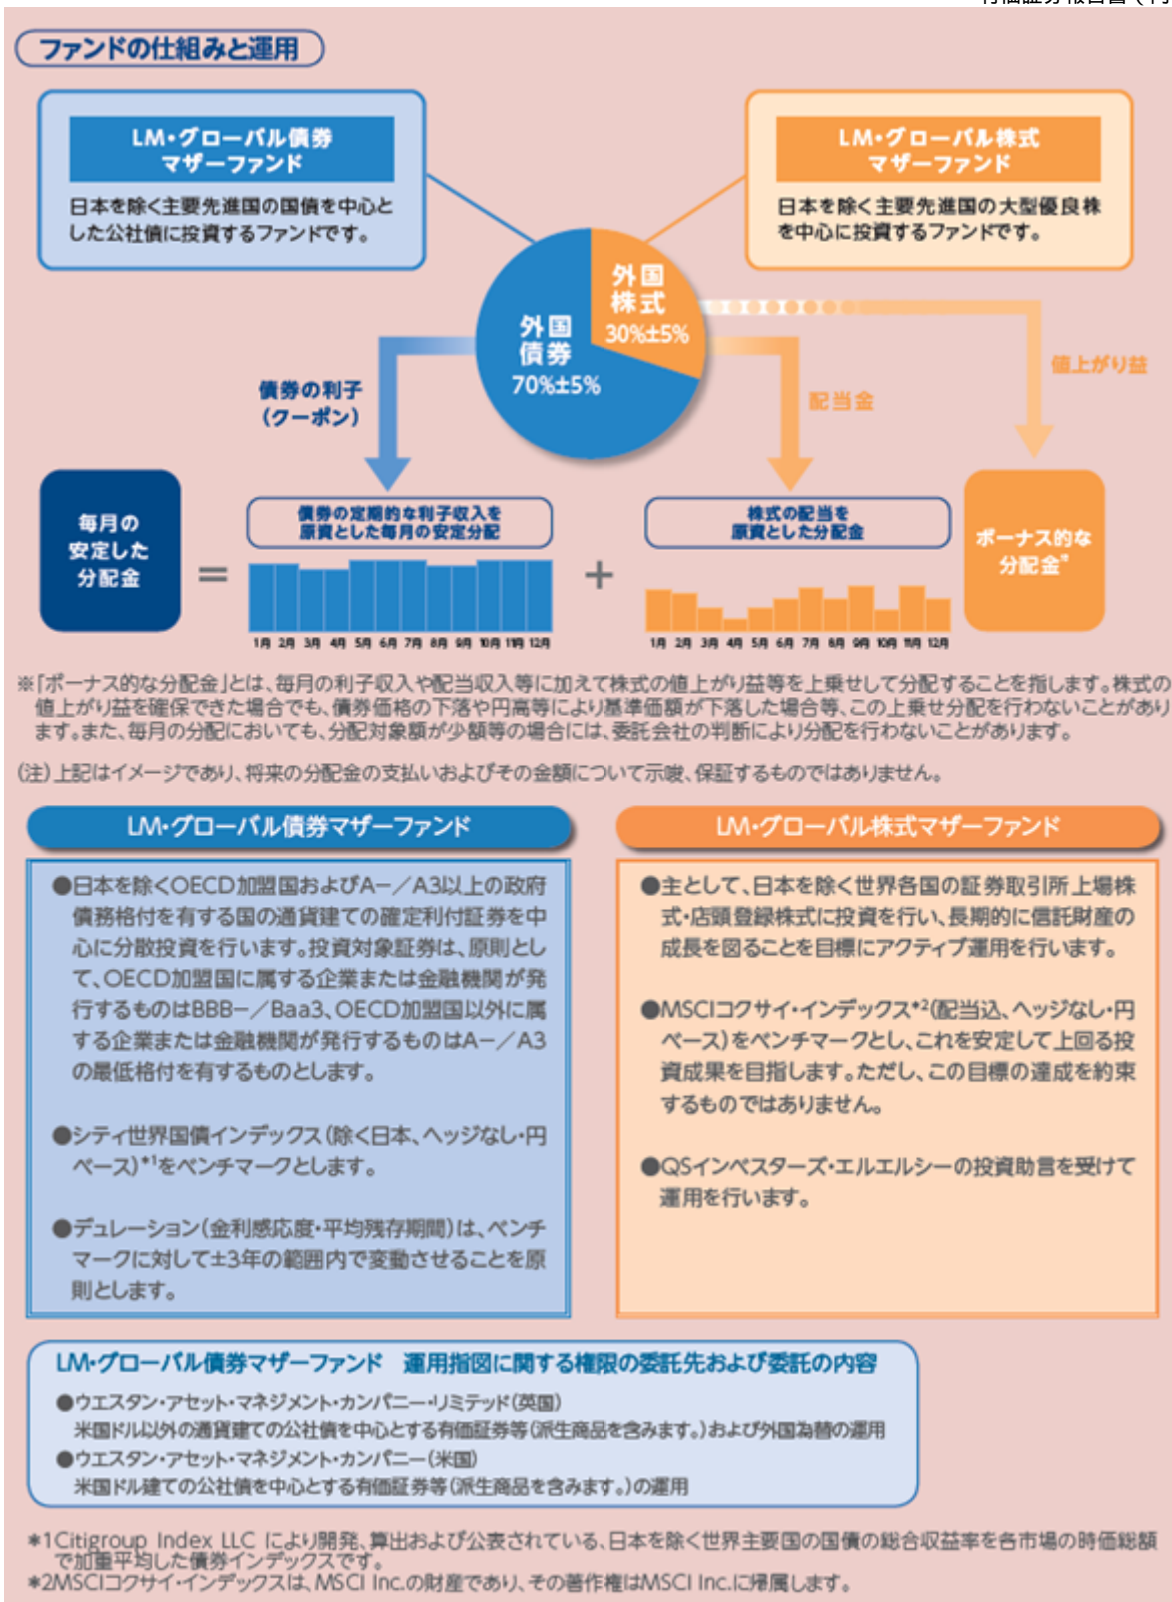 有価証券報告書
ファンドの仕組みと運用
LM・グローバル債券
マザーファンド
日本を除く主要先進国の国債を中心と
した公社債に投資するファンドです。
LM・グローバル株式
マザーファンド
日本を除く主要先進国の大型優良株
を中心に投資するファンドです。
外国
株式
30%±5%
外国
債券
70%±5%
債券の利子
(クーポン)
配当金
値上がり益
毎月の
安定した
分配金
=
債券の定期的な利子収入を
原資とした毎月の安定分配
1月 2月 3月 4月 5月 6月 7月 8月 9月 10月 11月 12月
+
株式の配当を
原資とした分配金
1月 2月 3月 4月 5月 6月 7月 8月 9月 10月 11月 12月
ボーナス的な
分配金※
※「ボーナス的な分配金」とは、毎月の利子収入や配当収入等に加えて株式の値上がり益等を上乗せして分配することを指します。株式の
値上がり益を確保できた場合でも、債券価格の下落や円高等により基準価額が下落した場合等、この上乗せ分配を行わないことがあり
ます。また、毎月の分配においても、分配対象額が少額等の場合には、委託会社の判断により分配を行わないことがあります。
(注)上記はイメージであり、将来の分配金の支払いおよびその金額について示唆、保証するものではありません。
LM・グローバル債券マザーファンド
●日本を除くOECD加盟国およびA-/A3以上の政府
債務格付を有する国の通貨建ての確定利付証券を中
心に分散投資を行います。投資対象証券は、原則とし
て、OECD加盟国に属する企業または金融機関が発
行するものはBBB-/Baa3、OECD加盟国以外に属
する企業または金融機関が発行するものはA-/A3
の最低格付を有するものとします。
●シティ世界国債インデックス(除く日本、ヘッジなし・円
ベース)*1をベンチマークとします。
●デュレーション(金利感応度・平均残存期間)は、ベンチ
マークに対して±3年の範囲内で変動させることを原
則とします。
LM・グローバル株式マザーファンド
●主として、日本を除く世界各国の証券取引所上場株
式・店頭登録株式に投資を行い、長期的に信託財産の
成長を図ることを目標にアクティブ運用を行います。
●MSCIコクサイ・インデックス*2(配当込、ヘッジなし・円
ベース)をベンチマークとし、これを安定して上回る投
資成果を目指します。ただし、この目標の達成を約束
するものではありません。
●QSインベスターズ・エルエルシーの投資助言を受けて
運用を行います。
LM・グローバル債券マザーファンド 運用指図に関する権限の委託先および委託の内容
●ウエスタン・アセット・マネジメント・カンパニー・リミテッド(英国)
米国ドル以外の通貨建ての公社債を中心とする有価証券等(派生商品を含みます。)および外国為替の運用
●ウエスタン・アセット・マネジメント・カンパニー(米国)
米国ドル建ての公社債を中心とする有価証券等(派生商品を含みます。)の運用
*1Citigroup Index LLC により開発、算出および公表されている、日本を除く世界主要国の国債の総合収益率を各市場の時価総額
で加重平均した債券インデックスです。
*2MSCIコクサイ・インデックスは、MSCI Inc.の財産であり、その著作権はMSCI Inc.に帰属します。